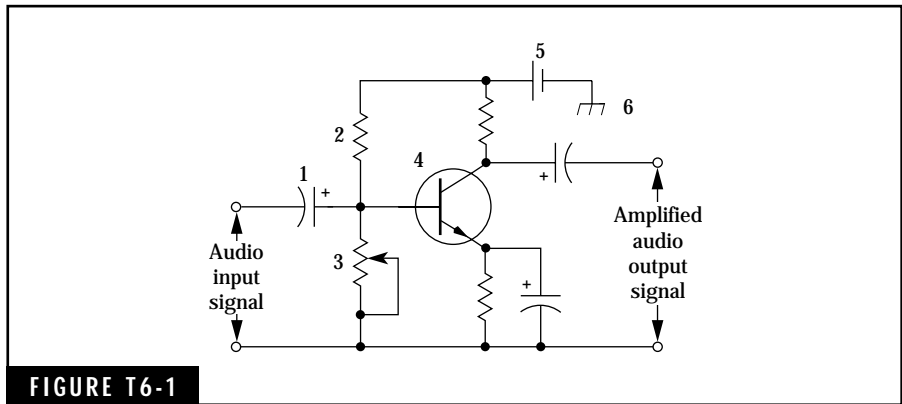 5
6
2
4
1
+
+
3
Audio
input
signal
+
Amplified
audio
output
signal
FIGURE T6-1